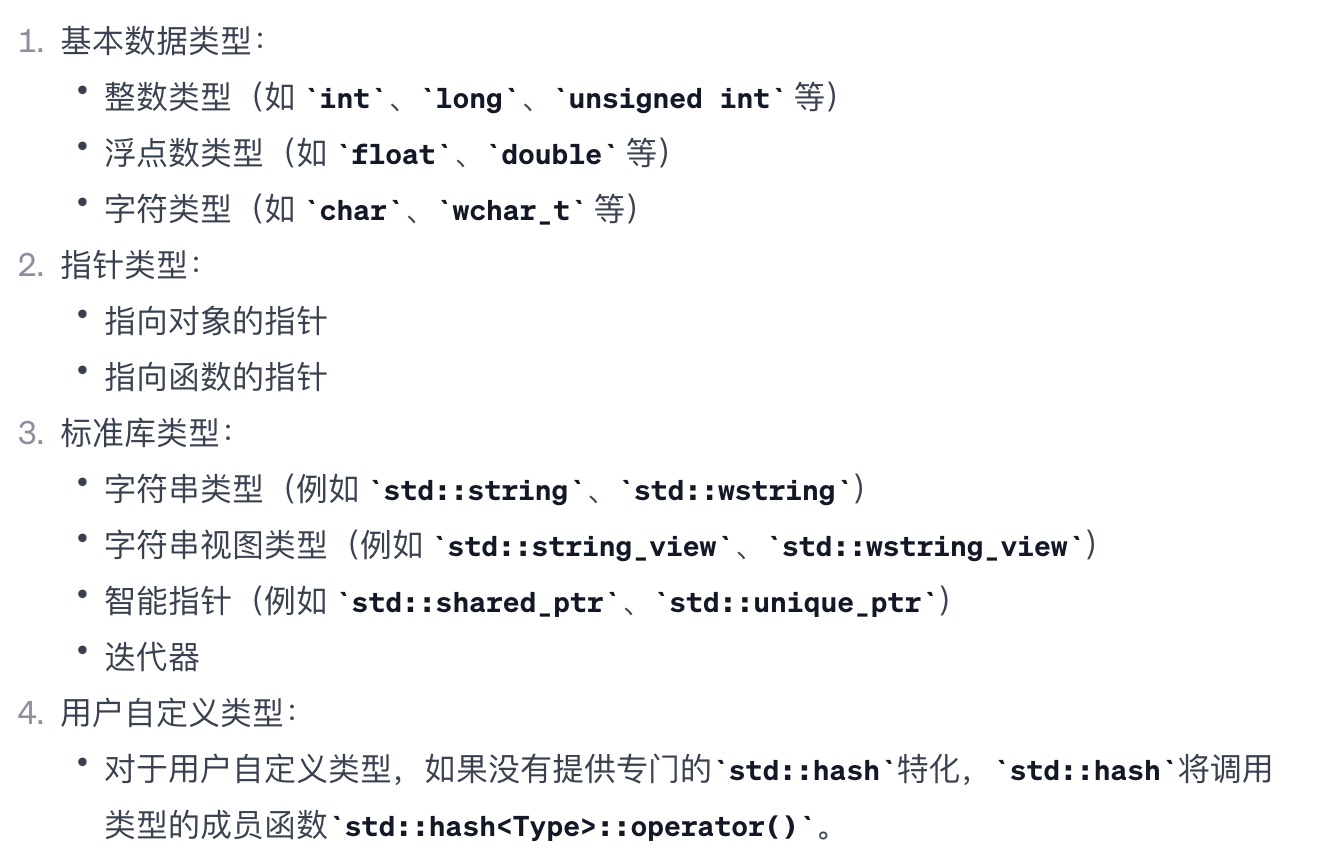 1. 基本数据类型：
• 整数类型（如 `int`、`long`、`unsigned int` 等）
• 浮点数类型（如 `float`、`double` 等）
• 字符类型（如 `char`、`wchar_t` 等）
2. 指针类型：
• 指向对象的指针
• 指向函数的指针
3. 标准库类型：
• 字符串类型（例如 `std::string`、`std::wstring`）
• 字符串视图类型（例如 `std::string_view`、`std::wstring_view`）
• 智能指针（例如 `std::shared_ptr`、`std::unique_ptr`）
• 迭代器
4. 用户自定义类型：
• 对于用户自定义类型，如果没有提供专门的`std::hash`特化，`std::hash`将调用
类型的成员函数`std::hash<Type>::operator()`。